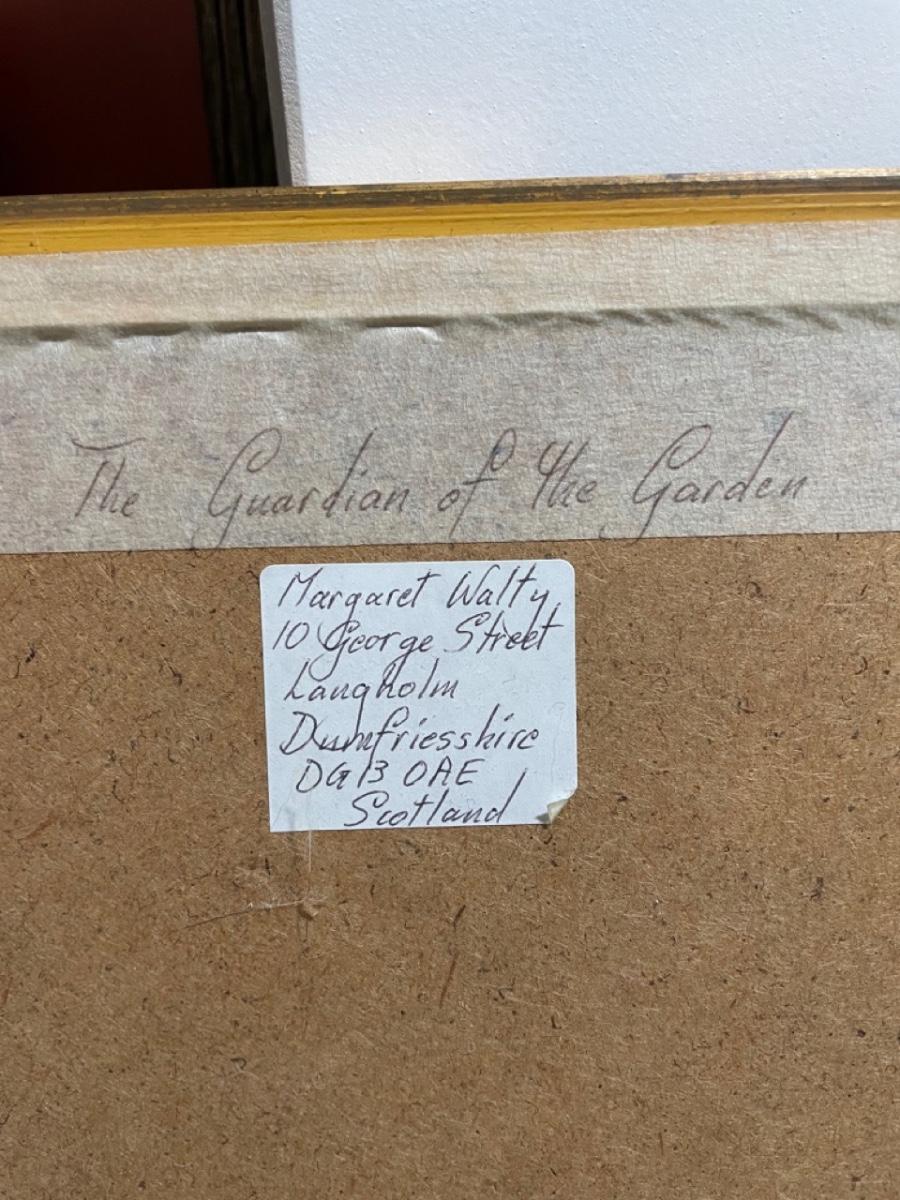 The Guardian of the Garden
Margaret Walty
10 George Street
Langholm
Dumfriesshire
DG13 0AE
Scotland